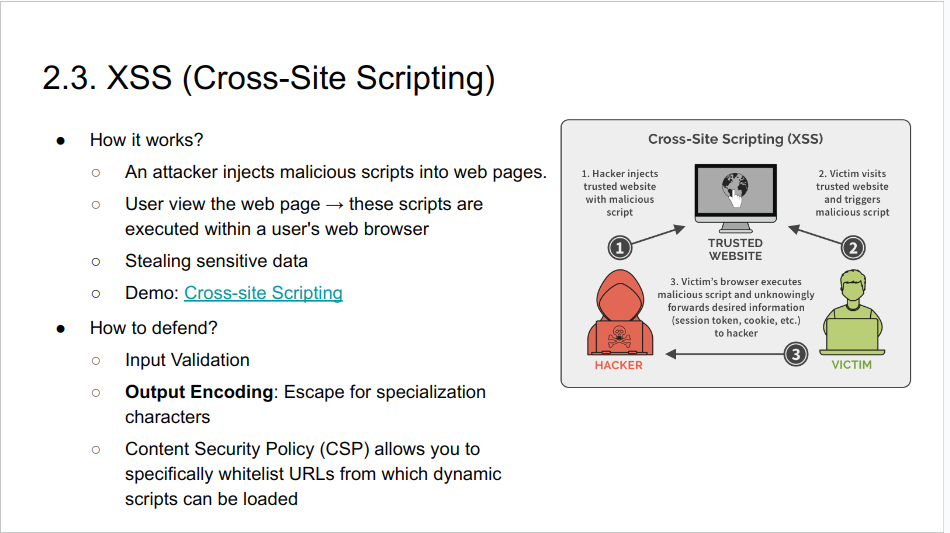 2.3. XSS (Cross-Site Scripting)
● How it works?
○ An attacker injects malicious scripts into web pages.
○ User view the web page → these scripts are
executed within a user's web browser
○ Stealing sensitive data
○ Demo: Cross-site Scripting
● How to defend?
○ Input Validation
○ Output Encoding: Escape for specialization
characters
○ Content Security Policy (CSP) allows you to
specifically whitelist URLs from which dynamic
scripts can be loaded
Cross-Site Scripting (XSS)
1. Hacker injects
trusted website
with malicious
script
2. Victim visits
trusted website
and triggers
malicious script
1
TRUSTED
WEBSITE
2
3. Victim's browser executes
malicious script and unknowingly
forwards desired information
(session token, cookie, etc.)
to hacker
3
HACKER
VICTIM